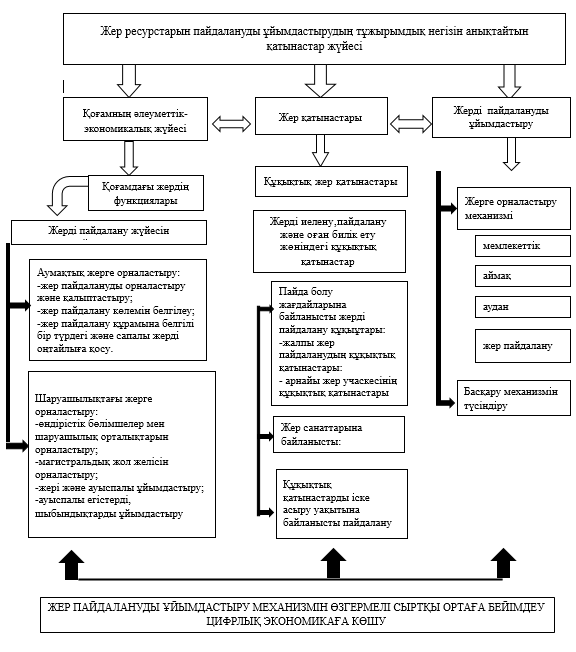 Жер ресурстарын пайдалануды ұйымдастырудың тұжырымдық негізін анықтайтын
қатынастар жүйесі
Қоғамның әлеуметтік-
экономикалық жүйесі
Жер қатынастары
Жерді пайдалануды
ұйымдастыру
Қоғамдағы жердің
функциялары
Жерді пайдалану жүйесін
Аумақтық жерге орналастыру:
-жер пайдалануды орналастыру
және қалыптастыру;
-жер пайдалану көлемін белгілеу;
-жер пайдалану құрамына белгілі
бір түрдегі және сапалы жерді
оңтайлыға қосу.
Шаруашылықтағы жерге
орналастыру:
-өндірістік бөлімшелер мен
шаруашылық орталықтарын
орналастыру;
-магистральдық жол желісін
орналастыру;
-жері және ауыспалы ұйымдастыру;
-ауыспалы егістерді,
шыбындықтарды ұйымдастыру
Құқықтық жер қатынастары
Жерді иелену,пайдалану
және оған билік ету
жөніндегі құқықтық
қатынастар
Пайда болу
жағдайларына
байланысты жерді
пайдалану құқықтары:
-жалпы жер
пайдаланудың құқықтық
қатынастары:
- арнайы жер учаскесінің
құқықтық қатынастары
Жер санаттарына
байланысты:
Құқықтық
қатынастарды іске
асыру уақытына
байланысты пайдалану
Жерге орналастыру
механизмі
мемлекеттік
аймақ
аудан
жер пайдалану
Басқару механизмін
түсіндіру
ЖЕР ПАЙДАЛАНУДЫ ҰЙЫМДАСТЫРУ МЕХАНИЗМІН ӨЗГЕРМЕЛІ СЫРТҚЫ ОРТАҒА БЕЙІМДЕУ
ЦИФРЛЫҚ ЭКОНОМИКАҒА КӨШУ